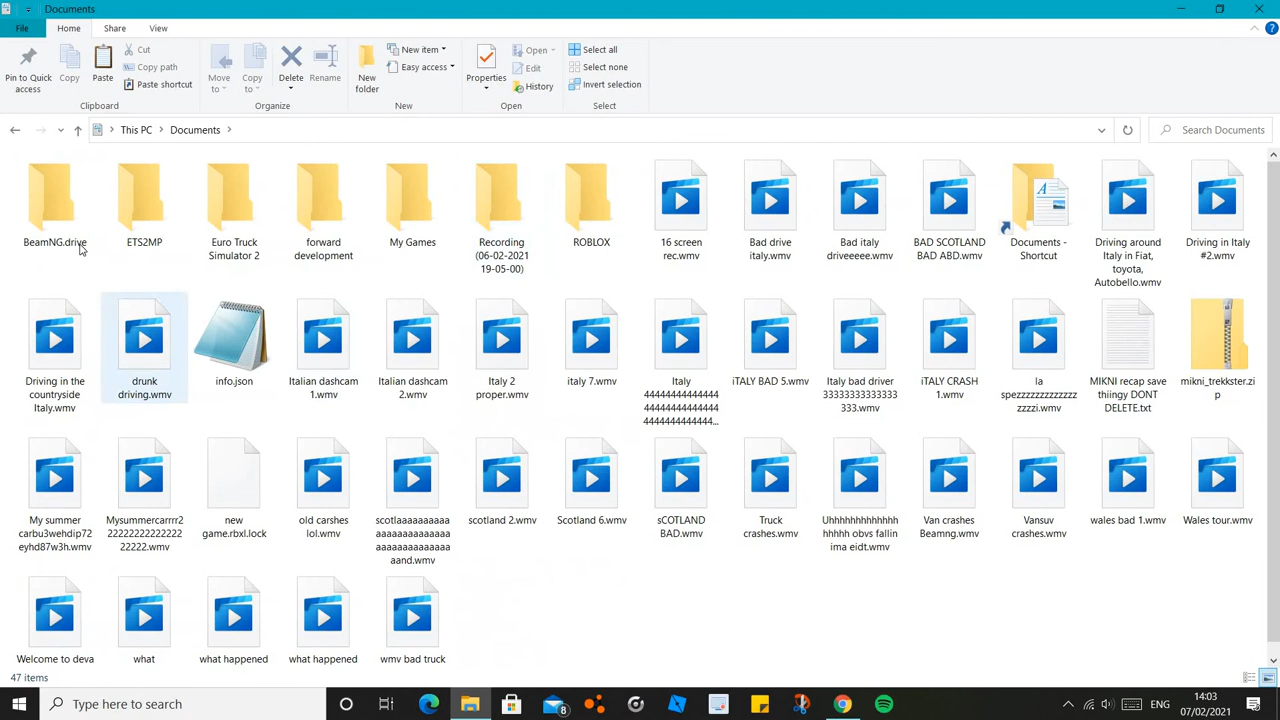 Documents
File Home Share View
Pin to Quick access
Copy
Paste
Cut
Copy path
Paste shortcut
Clipboard
Move to
Copy to
Delete
Rename
Organize
New folder
New item
Easy access
New
Properties
Open
Edit
History
Open
Select all
Select none
Invert selection
Select
This PC Documents
Search Documents
BeamNG.drive
ETS2MP
Euro Truck
Simulator 2
forward
development
My Games
Recording
(06-02-2021
19-05-00)
ROBLOX
16 screen
rec.wmv
Bad drive
italy.wmv
Bad italy
driveeeee.wmv
BAD SCOTLAND
BAD ABD.wmv
Documents -
Shortcut
Driving around
Italy in Fiat,
toyota,
Autobello.wmv
Driving in Italy
#2.wmv
Driving in the
countryside
Italy.wmv
drunk
driving.wmv
info.json
Italian dashcam
1.wmv
Italian dashcam
2.wmv
Italy 2
proper.wmv
italy 7.wmv
Italy
44444444444444
44444444444444
4444444444444...
iTALY BAD 5.wmv
Italy bad driver
33333333333333
333.wmv
iTALY CRASH
1.wmv
la
spezzzzzzzzzzzz
zzzzi.wmv
MIKNI recap save
thiingy DONT
DELETE.txt
mikni_trekkster.zi
p
My summer
carbu3wehdip72
eyhd87w3h.wmv
Mysummercarrrr2
22222222222222
22222.wmv
new
game.rbxl.lock
old carshes
lol.wmv
scotlaaaaaaaaaa
aaaaaaaaaaaaaa
aaaaaaaaaaaaaa
aand.wmv
scotland 2.wmv
Scotland 6.wmv
sCOTLAND
BAD.wmv
Truck
crashes.wmv
Uhhhhhhhhhhhh
hhhhh obvs fallin
ima eidt.wmv
Van crashes
Beamng.wmv
Vansuv
crashes.wmv
wales bad 1.wmv
Wales tour.wmv
Welcome to deva
what
what happened
what happened
wmv bad truck
47 items
Type here to search
8
ENG
14:03
07/02/2021